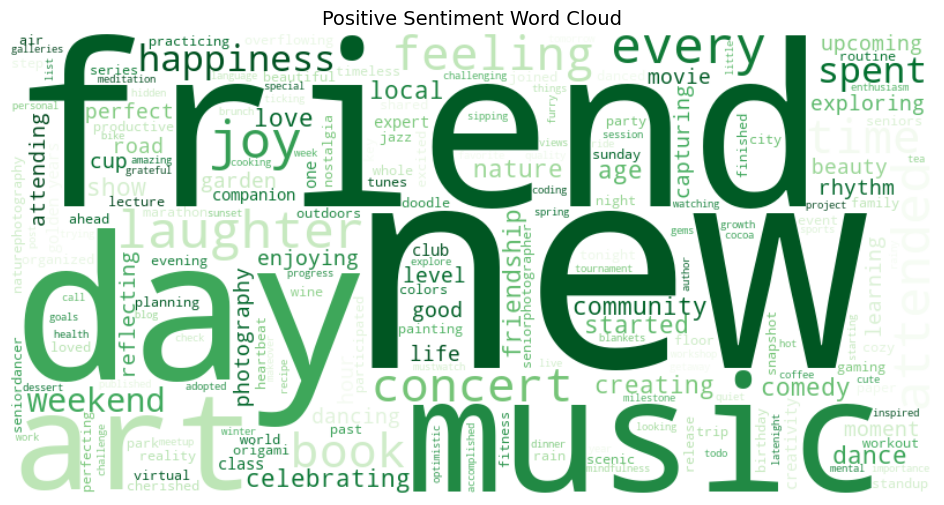 Positive Sentiment Word Cloud
friend
new
day
music
art
air
galleries
list
step
series
meditation
practicing
happiness
overflowing
language
beautiful
special
timeless
feeling
challenging
joined
every
little
things
movie
upcoming
routine
spent
enthusiasm
exploring
seniors
personal
hidden
perfect
productive
bike
road
amazing
grateful
joy
love
cooking
brunch
week
nostalgia
local
shared
expert
jazz
excited
whole
sipping
furry
views
ride
party
session
sunday
capturing
finished
city
time
beauty
tea
project
rhythm
family
attending
cup
show
lecture
garden
companion
one
tunes
doodle
nature
age
coding
night
watching
spring
event
sports
attended
naturephotography
ahead
marathon
sunset
outdoors
laughter
organized
evening
enjoying
progress
wine
club
explore
level
colors
good
painting
life
friendship
seniorphotographer
gems
tonight
tournament
author
growth
cocoa
community
started
blankets
floor
learning
snapshot
hot
cozy
starting
reflecting
planning
photography
heartbeat
call
goals
health
blog
check
loved
recipe
participated
live
mustwatch
concert
creating
milestone
quiet
coffee
comedy
gaming
cute
seniordancer
dessert
weekend
published
adopted
dancing
past
book
world
origami
winter
park
meetup
reality
class
celebrating
virtual
cherished
work
perfecting
challenge
optimistic
accomplished
fitness
dinner
rain
scenic
mindfulness
looking
release
trip
todo
birthday
latenight
creativity
moment
inspired
workout
dance
mental
importance
standup